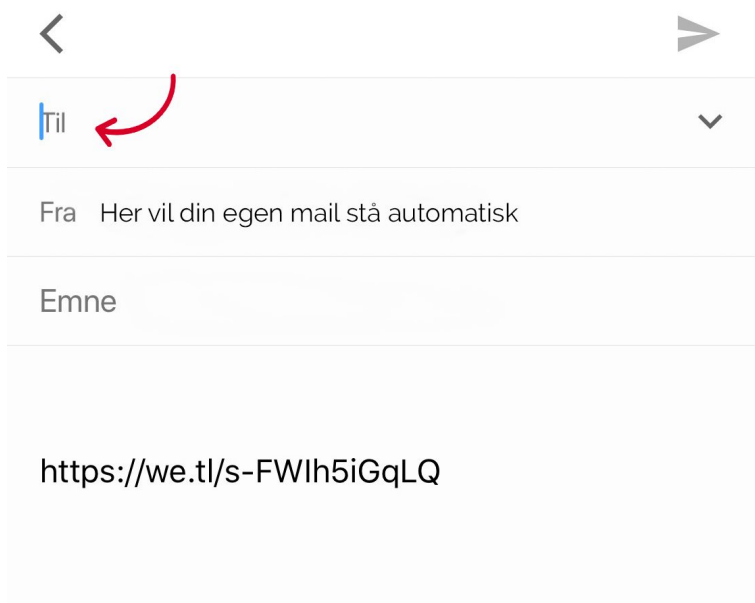 Til
Fra Her vil din egen mail stå automatisk
Emne
https://we.tl/s-FWIh5iGqLQ